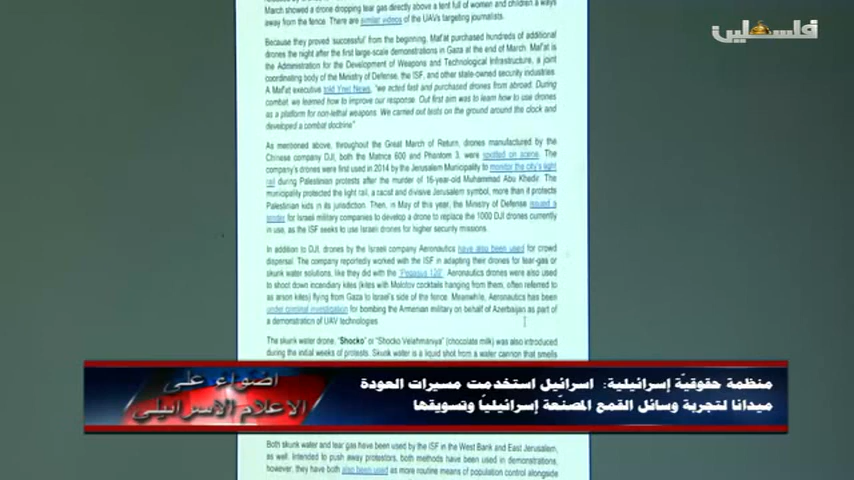 March showed a drone dropping tear gas directly above a tent full of women and children a ways
away from the fence. There are similar videos of the UAVs targeting journalists.
فلسطين
Because they proved 'successful' from the beginning, Maf'at purchased hundreds of additional
drones the night after the first large-scale demonstrations in Gaza at the end of March. Maf'at is
the Administration for the Development of Weapons and Technological Infrastructure, a joint
coordinating body of the Ministry of Defense, the ISF, and other state-owned security industries.
A Maf'at executive told Ynet News, "we acted fast and purchased drones from abroad. During
combat, we learned how to improve our response. Out first aim was to learn how to use drones
as a platform for non-lethal weapons. We carried out tests on the ground around the clock and
developed a combat doctrine"
As mentioned above, throughout the Great March of Return, drones manufactured by the
Chinese company DJI, both the Matrice 600 and Phantom 3, were spotted on scene. The
company's drones were first used in 2014 by the Jerusalem Municipality to monitor the city's light
rail during Palestinian protests after the murder of 16-year-old Muhammad Abu Khedir. The
municipality protected the light rail, a racist and divisive Jerusalem symbol, more than it protects
Palestinian kids in its jurisdiction. Then, in May of this year, the Ministry of Defense issued a
tender for Israeli military companies to develop a drone to replace the 1000 DJI drones currently
in use, as the ISF seeks to use Israeli drones for higher security missions.
In addition to DJI, drones by the Israeli company Aeronautics have also been used for crowd
dispersal. The company reportedly worked with the ISF in adapting their drones for tear-gas or
skunk water solutions, like they did with the 'Pegasus 120'. Aeronautics drones were also used
to shoot down incendiary kites (kites with Molotov cocktails hanging from them, often referred to
as arson kites) flying from Gaza to Israel's side of the fence. Meanwhile, Aeronautics has been
under criminal investigation for bombing the Armenian military on behalf of Azerbaijan as part of
a demonstration of UAV technologies.
The skunk water drone, "Shocko" or "Shocko Velahmaniya" (chocolate milk) was also introduced
during the initial weeks of protests. Skunk water is a liquid shot from a water cannon that smells
اضواء على
الاعلام الاسرائيلي
منظمة حقوقيّة إسرائيلية: اسرائيل استخدمت مسيرات العودة
ميدانا لتجربة وسائل القمع المصنّعة إسرائيلياً وتسويقها
Both skunk water and tear gas have been used by the ISF in the West Bank and East Jerusalem,
as well. Intended to push away protestors, both methods have been used in demonstrations,
however, they have both also been used as more routine means of population control alongside